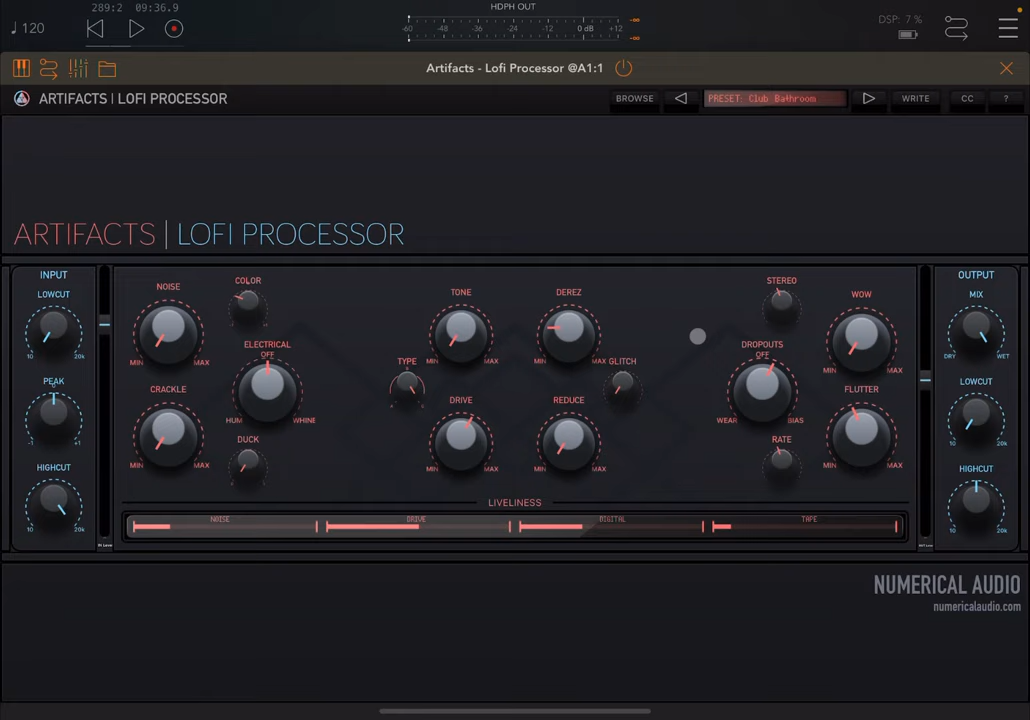 HDPH OUT
♩ 120
289:2 09:36.9
-60 -48 -36 -24 -12 0 dB +12
-∞
-∞
DSP: 7 %
Artifacts - Lofi Processor @A1:1
ARTIFACTS | LOFI PROCESSOR
BROWSE
PRESET: Club Bathroom
WRITE
CC
?
ARTIFACTS | LOFI PROCESSOR
INPUT
LOWCUT
10 20k
PEAK
0
-1 +1
HIGHCUT
10 20k
NOISE
MIN MAX
COLOR
ELECTRICAL
OFF
HUM WHINE
CRACKLE
MIN MAX
DUCK
TONE
MIN MAX
DEREZ
MIN MAX
TYPE
GLITCH
DRIVE
MIN MAX
REDUCE
MIN MAX
STEREO
WOW
MIN MAX
DROPOUTS
OFF
WEAR BIAS
FLUTTER
MIN MAX
RATE
LIVELINESS
NOISE DRIVE DIGITAL TAPE
OUTPUT
MIX
DRY WET
LOWCUT
10 20k
HIGHCUT
10 20k
NUMERICAL AUDIO
numericalaudio.com